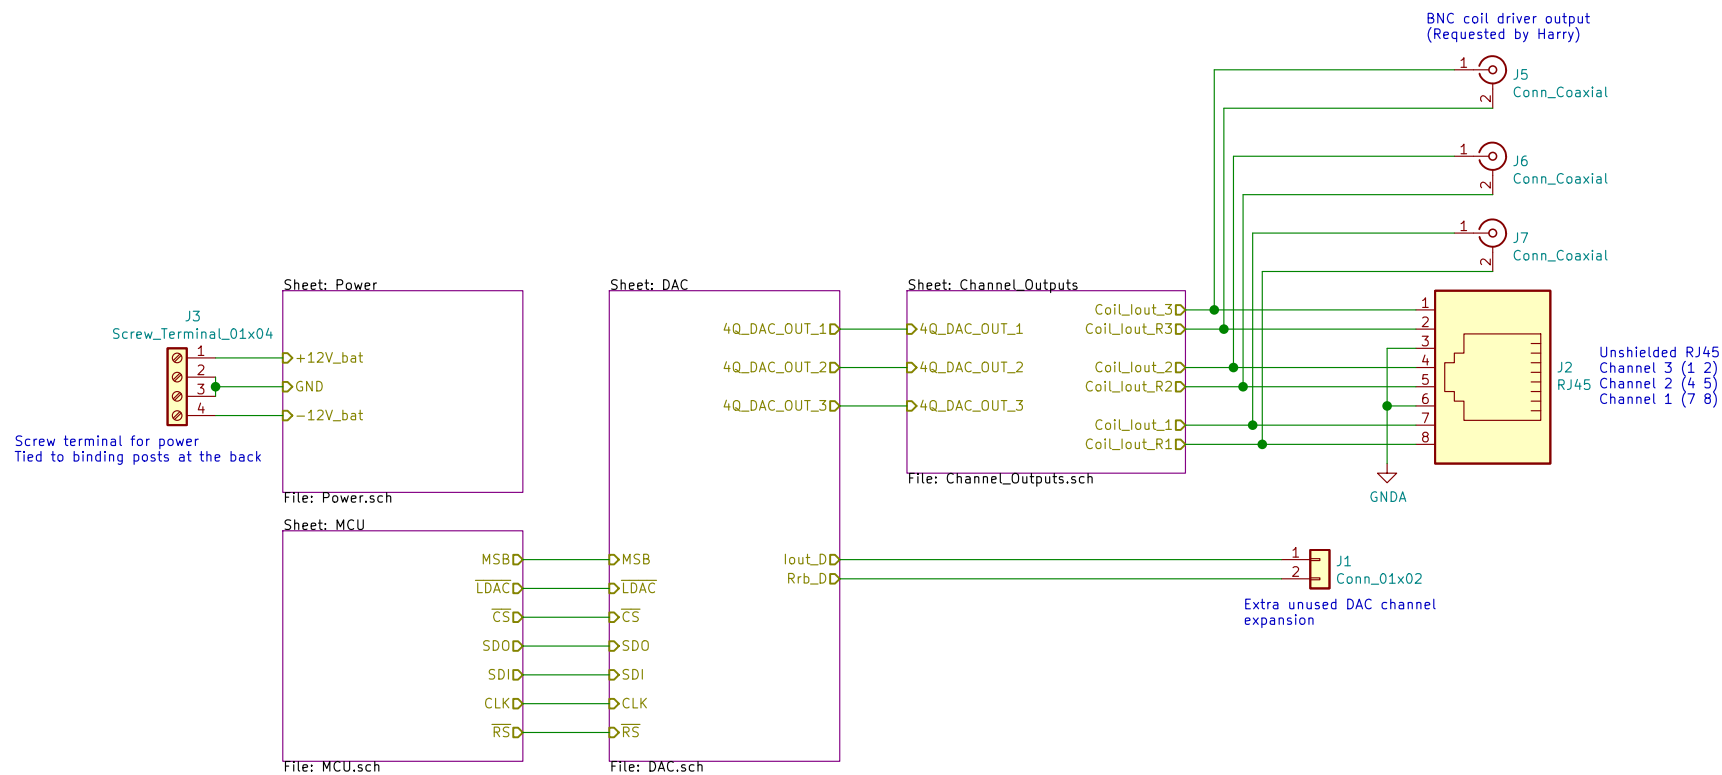 BNC coil driver output
(Requested by Harry)
1
J5
Conn_Coaxial
2
1
J6
Conn_Coaxial
2
1
J7
Conn_Coaxial
2
Sheet: Power
J3
Screw_Terminal_01x04
1
2
3
4
+12V_bat
GND
-12V_bat
Screw terminal for power
Tied to binding posts at the back
File: Power.sch
Sheet: MCU
MSB
LDAC
CS
SDO
SDI
CLK
RS
File: MCU.sch
Sheet: DAC
4Q_DAC_OUT_1
4Q_DAC_OUT_2
4Q_DAC_OUT_3
MSB
LDAC
CS
SDO
SDI
CLK
RS
Iout_D
Rrb_D
File: DAC.sch
Sheet: Channel_Outputs
4Q_DAC_OUT_1
4Q_DAC_OUT_2
4Q_DAC_OUT_3
Coil_Iout_3
Coil_Iout_R3
Coil_Iout_2
Coil_Iout_R2
Coil_Iout_1
Coil_Iout_R1
File: Channel_Outputs.sch
1
2
3
4
5
6
7
8
J2
RJ45
Unshielded RJ45
Channel 3 (1 2)
Channel 2 (4 5)
Channel 1 (7 8)
GNDA
1
2
J1
Conn_01x02
Extra unused DAC channel
expansion